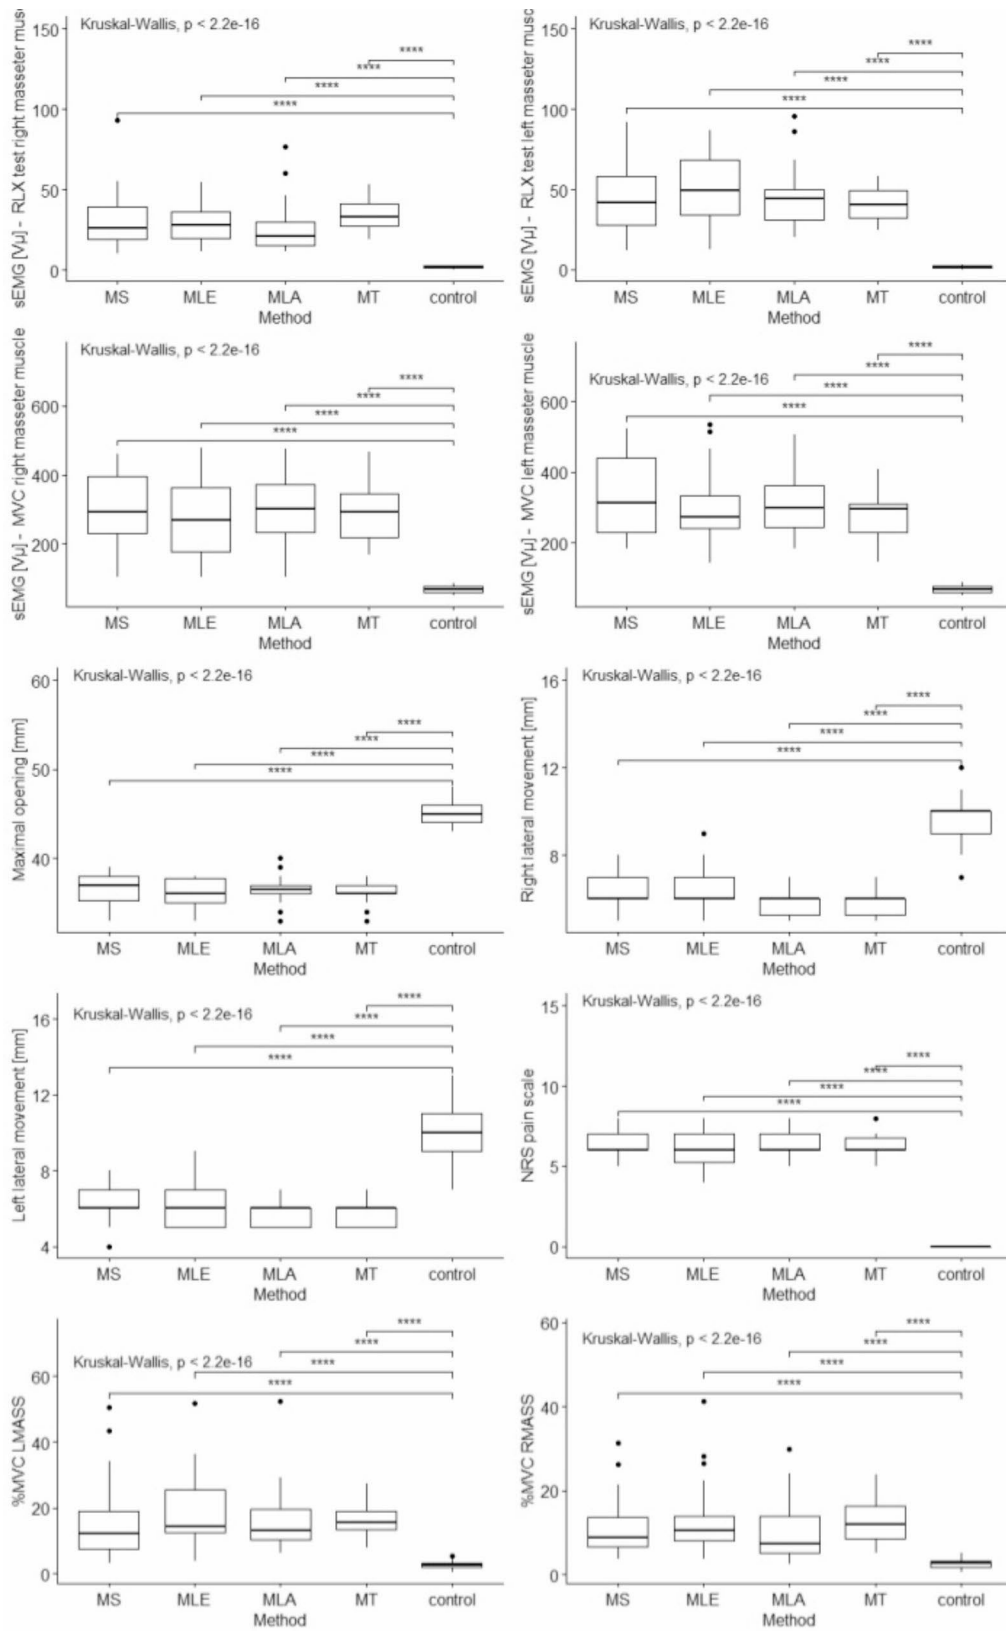 sEMG [Vµ] - RLX test right masseter musc
150
100
50
0
Kruskal-Wallis, p < 2.2e-16
****
****
****
****
MS MLE MLA MT control
Method
sEMG [Vµ] - RLX test left masseter musc
150
100
50
0
Kruskal-Wallis, p < 2.2e-16
****
****
****
****
MS MLE MLA MT control
Method
sEMG [Vµ] - MVC right masseter muscle
600
400
200
Kruskal-Wallis, p < 2.2e-16
****
****
****
****
MS MLE MLA MT control
Method
sEMG [Vµ] - MVC left masseter muscle
600
400
200
Kruskal-Wallis, p < 2.2e-16
****
****
****
****
MS MLE MLA MT control
Method
Maximal opening [mm]
60
50
40
Kruskal-Wallis, p < 2.2e-16
****
****
****
****
MS MLE MLA MT control
Method
Right lateral movement [mm]
16
12
8
Kruskal-Wallis, p < 2.2e-16
****
****
****
****
MS MLE MLA MT control
Method
Left lateral movement [mm]
16
12
8
4
Kruskal-Wallis, p < 2.2e-16
****
****
****
****
MS MLE MLA MT control
Method
NRS pain scale
15
10
5
0
Kruskal-Wallis, p < 2.2e-16
****
****
****
****
MS MLE MLA MT control
Method
%MVC LMASS
60
40
20
0
Kruskal-Wallis, p < 2.2e-16
****
****
****
****
MS MLE MLA MT control
Method
%MVC RMASS
60
40
20
0
Kruskal-Wallis, p < 2.2e-16
****
****
****
****
MS MLE MLA MT control
Method